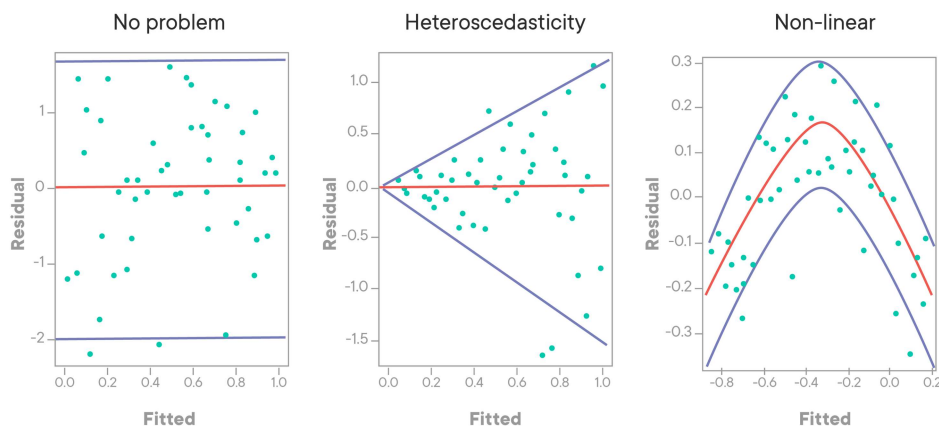 No problem
Heteroscedasticity
Non-linear
Residual
1
0
-1
-2
0.0 0.2 0.4 0.6 0.8 1.0
Fitted
Residual
1.0
0.5
0.0
-0.5
-1.0
-1.5
0.0 0.2 0.4 0.6 0.8 1.0
Fitted
Residual
0.3
0.2
0.1
0.0
-0.1
-0.2
-0.3
-0.8 -0.6 -0.4 -0.2 0.0 0.2
Fitted